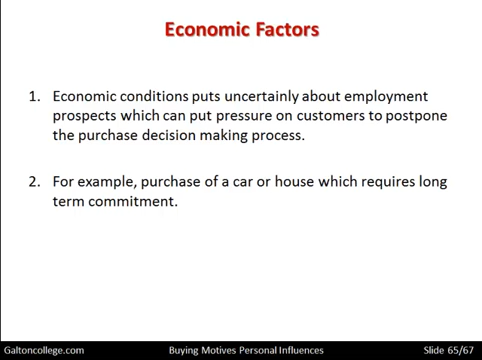 Economic Factors
1. Economic conditions puts uncertainly about employment
prospects which can put pressure on customers to postpone
the purchase decision making process.
2. For example, purchase of a car or house which requires long
term commitment.
Galtoncollege.com Buying Motives Personal Influences Slide 65/67